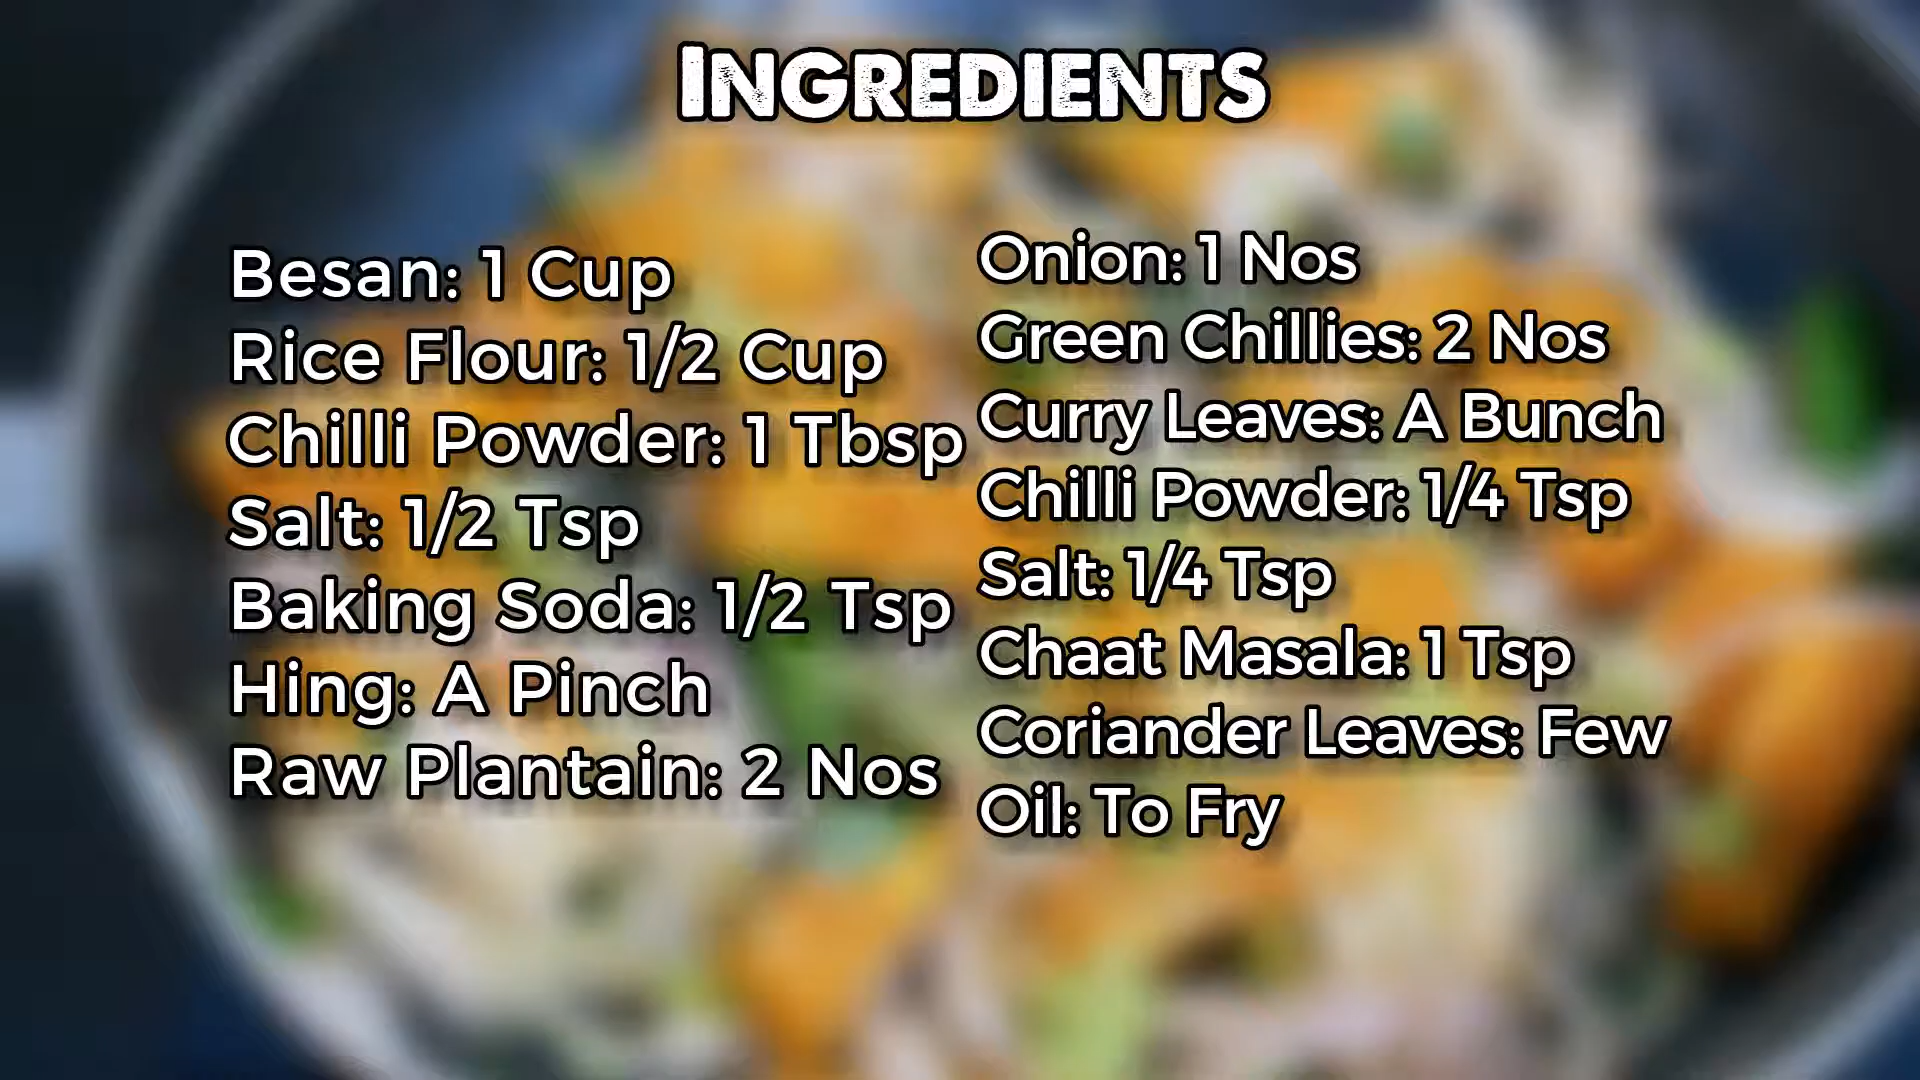 INGREDIENTS
Besan: 1 Cup
Rice Flour: 1/2 Cup
Chilli Powder: 1 Tbsp
Salt: 1/2 Tsp
Baking Soda: 1/2 Tsp
Hing: A Pinch
Raw Plantain: 2 Nos
Onion: 1 Nos
Green Chillies: 2 Nos
Curry Leaves: A Bunch
Chilli Powder: 1/4 Tsp
Salt: 1/4 Tsp
Chaat Masala: 1 Tsp
Coriander Leaves: Few
Oil: To Fry